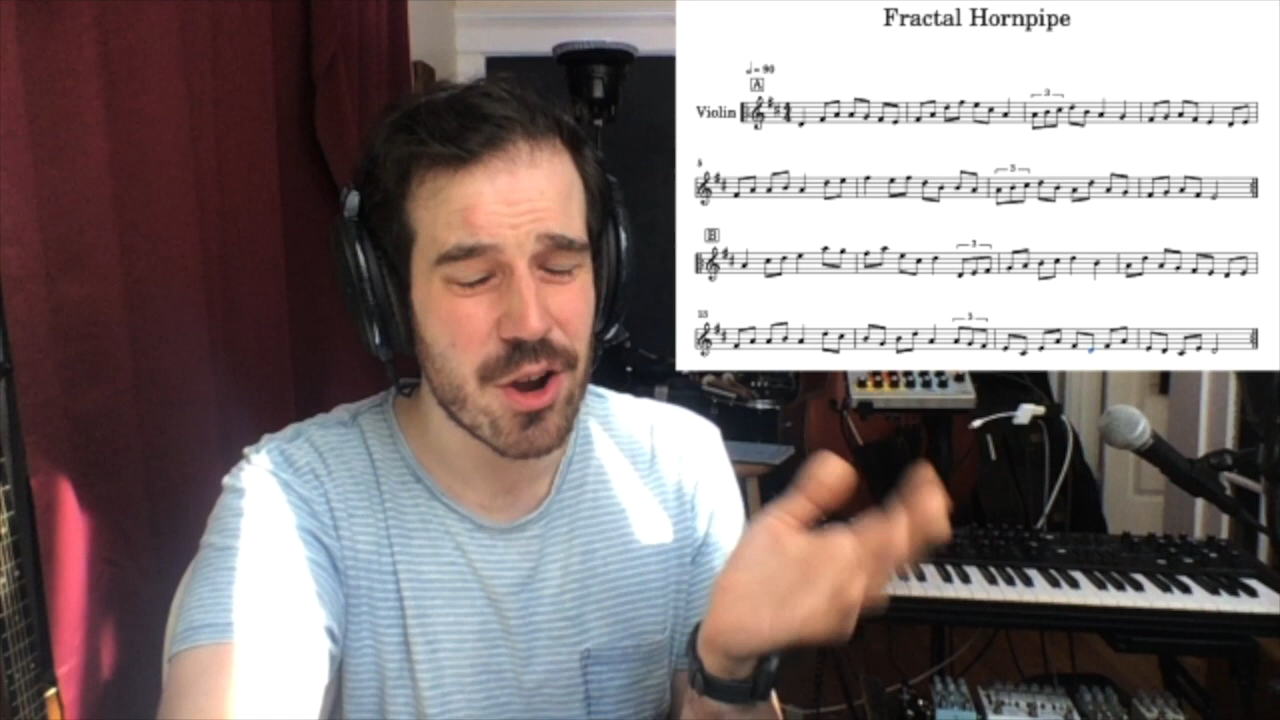 Fractal Hornpipe
♩ = 90
A
Violin
3
5
3
B
3
13
3